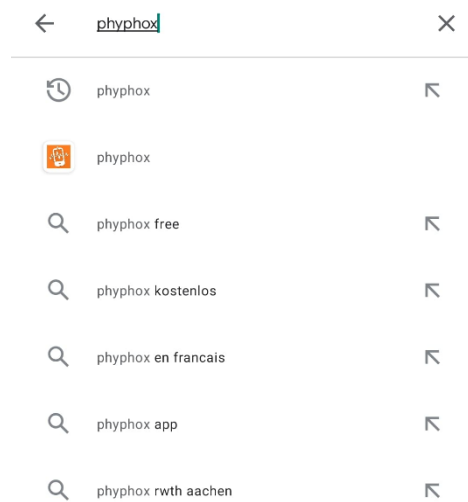 phyphox
phyphox
phyphox
phyphox free
phyphox kostenlos
phyphox en francais
phyphox app
phyphox rwth aachen